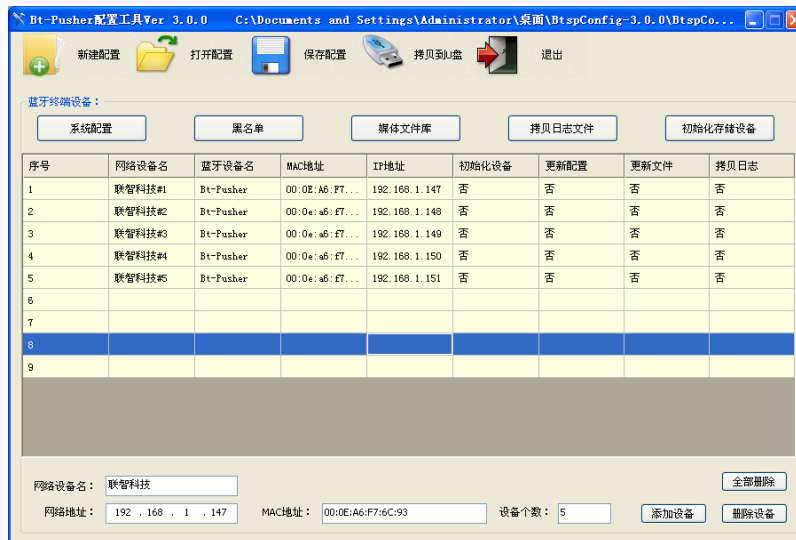 Bt-Pusher配置工具Ver 3.0.0 C:\Documents and Settings\Administrator\桌面\BtspConfig-3.0.0\BtspCo...
新建配置 打开配置 保存配置 拷贝到U盘 退出
蓝牙终端设备：
系统配置 黑名单 媒体文件库 拷贝日志文件 初始化存储设备
序号 网络设备名 蓝牙设备名 MAC地址 IP地址 初始化设备 更新配置 更新文件 拷贝日志
1 联智科技#1 Bt-Pusher 00:0E:A6:F7... 192.168.1.147 否 否 否 否
2 联智科技#2 Bt-Pusher 00:0e:a6:f7... 192.168.1.148 否 否 否 否
3 联智科技#3 Bt-Pusher 00:0e:a6:f7... 192.168.1.149 否 否 否 否
4 联智科技#4 Bt-Pusher 00:0e:a6:f7... 192.168.1.150 否 否 否 否
5 联智科技#5 Bt-Pusher 00:0e:a6:f7... 192.168.1.151 否 否 否 否
6
7
8
9
网络设备名： 联智科技 全部删除
网络地址： 192 . 168 . 1 . 147 MAC地址： 00:0E:A6:F7:6C:93 设备个数： 5 添加设备 删除设备